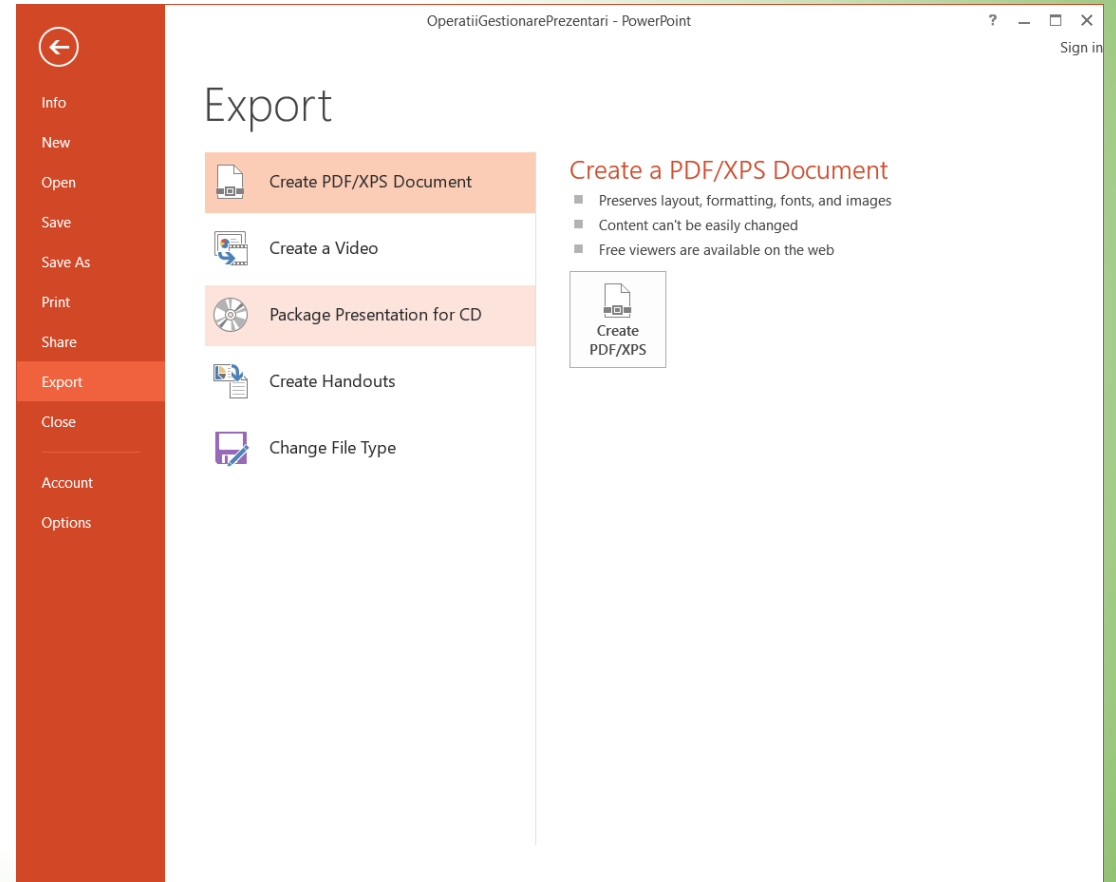 OperatiiGestionarePrezentari - PowerPoint
?
Sign in
Info
New
Open
Save
Save As
Print
Share
Export
Close
Account
Options
Export
Create PDF/XPS Document
Create a Video
Package Presentation for CD
Create Handouts
Change File Type
Create a PDF/XPS Document
Preserves layout, formatting, fonts, and images
Content can't be easily changed
Free viewers are available on the web
Create
PDF/XPS